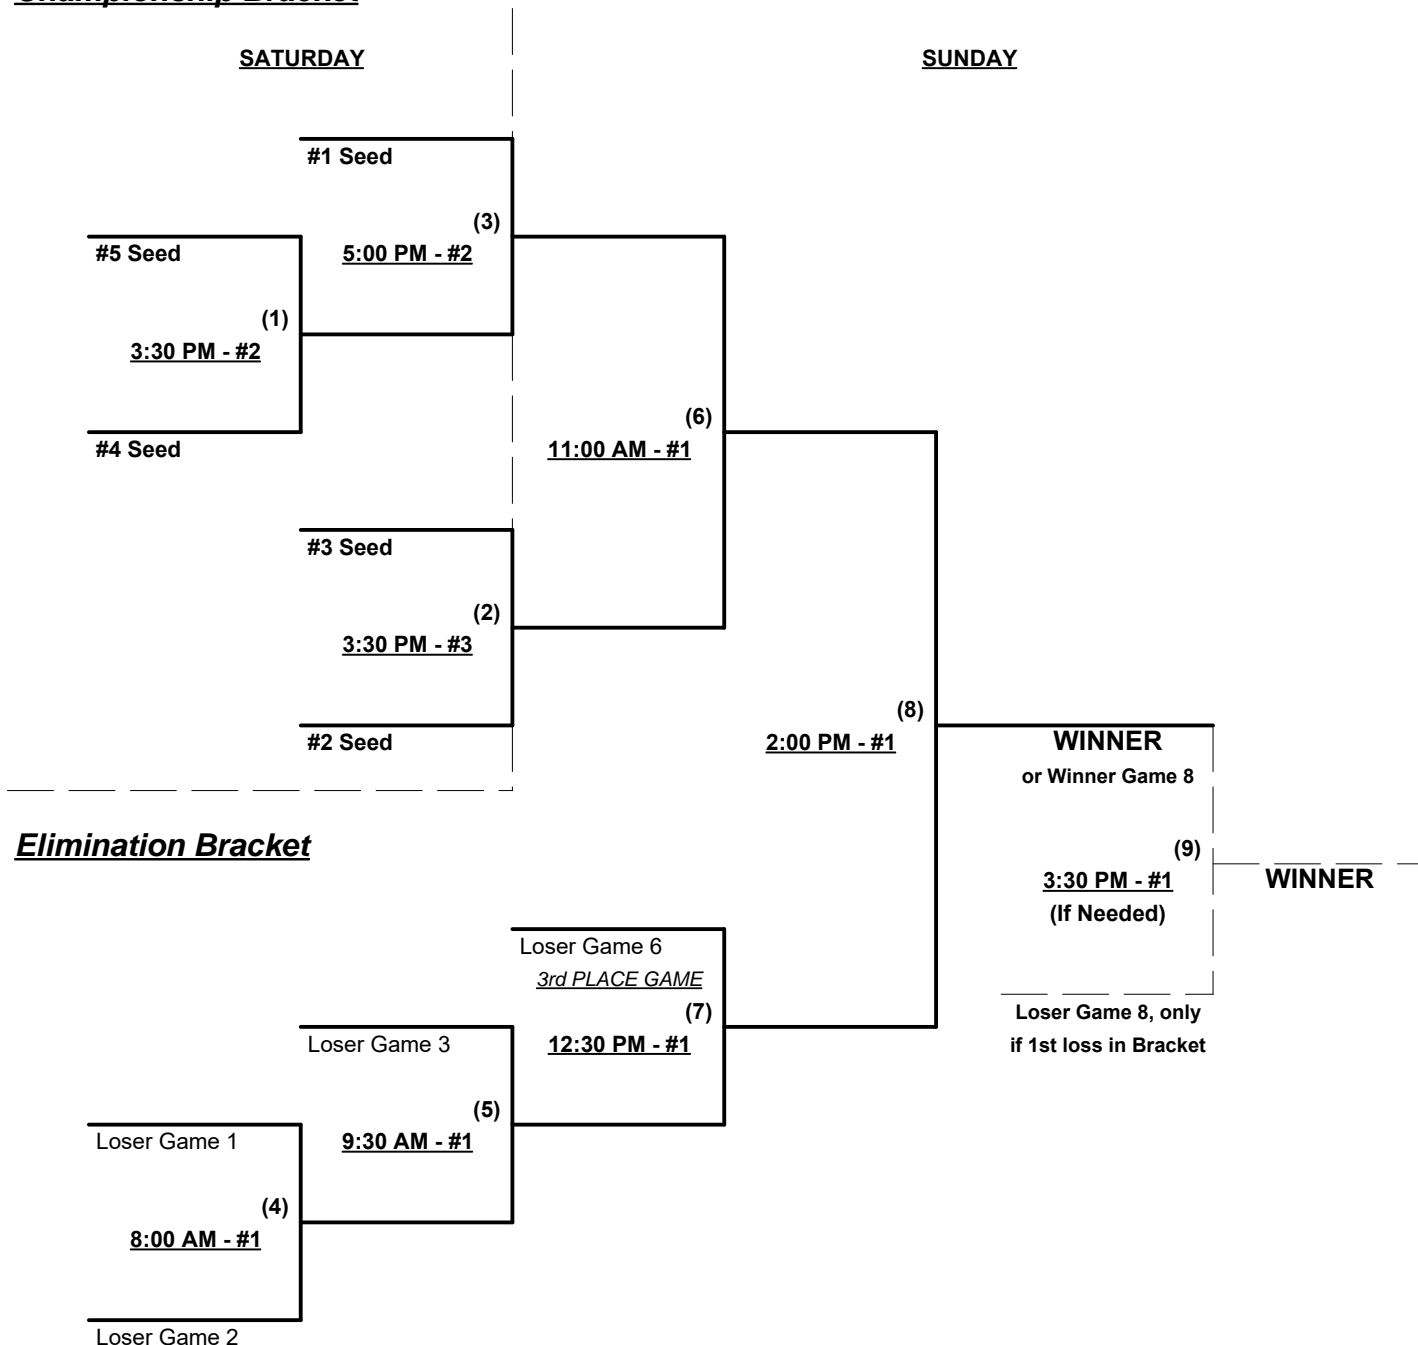 Championship Bracket
SATURDAY
SUNDAY
#1 Seed
(3)
5:00 PM - #2
#5 Seed
(1)
3:30 PM - #2
#4 Seed
(6)
11:00 AM - #1
#3 Seed
(2)
3:30 PM - #3
#2 Seed
(8)
2:00 PM - #1
WINNER
or Winner Game 8
Elimination Bracket
(9)
3:30 PM - #1
(If Needed)
WINNER
Loser Game 6
3rd PLACE GAME
(7)
12:30 PM - #1
Loser Game 8, only
if 1st loss in Bracket
Loser Game 3
(5)
9:30 AM - #1
Loser Game 1
(4)
8:00 AM - #1
Loser Game 2